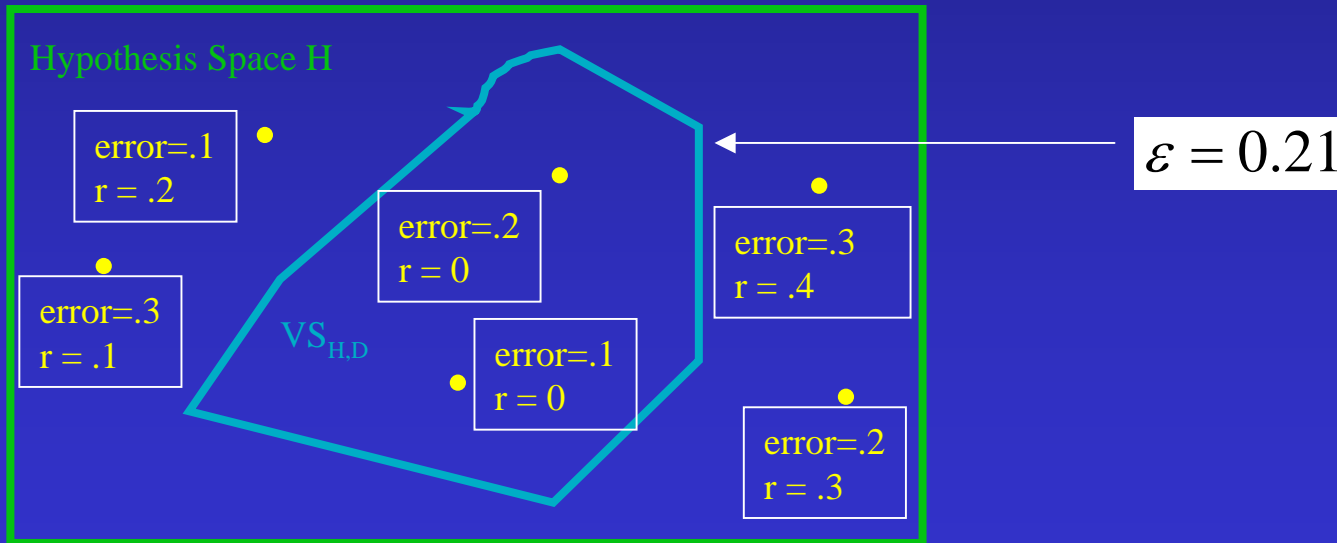 Hypothesis Space H
error=.1
r = .2
error=.2
r = 0
error=.3
r = .4
error=.3
r = .1
VS_{H,D}
error=.1
r = 0
error=.2
r = .3
ε = 0.21